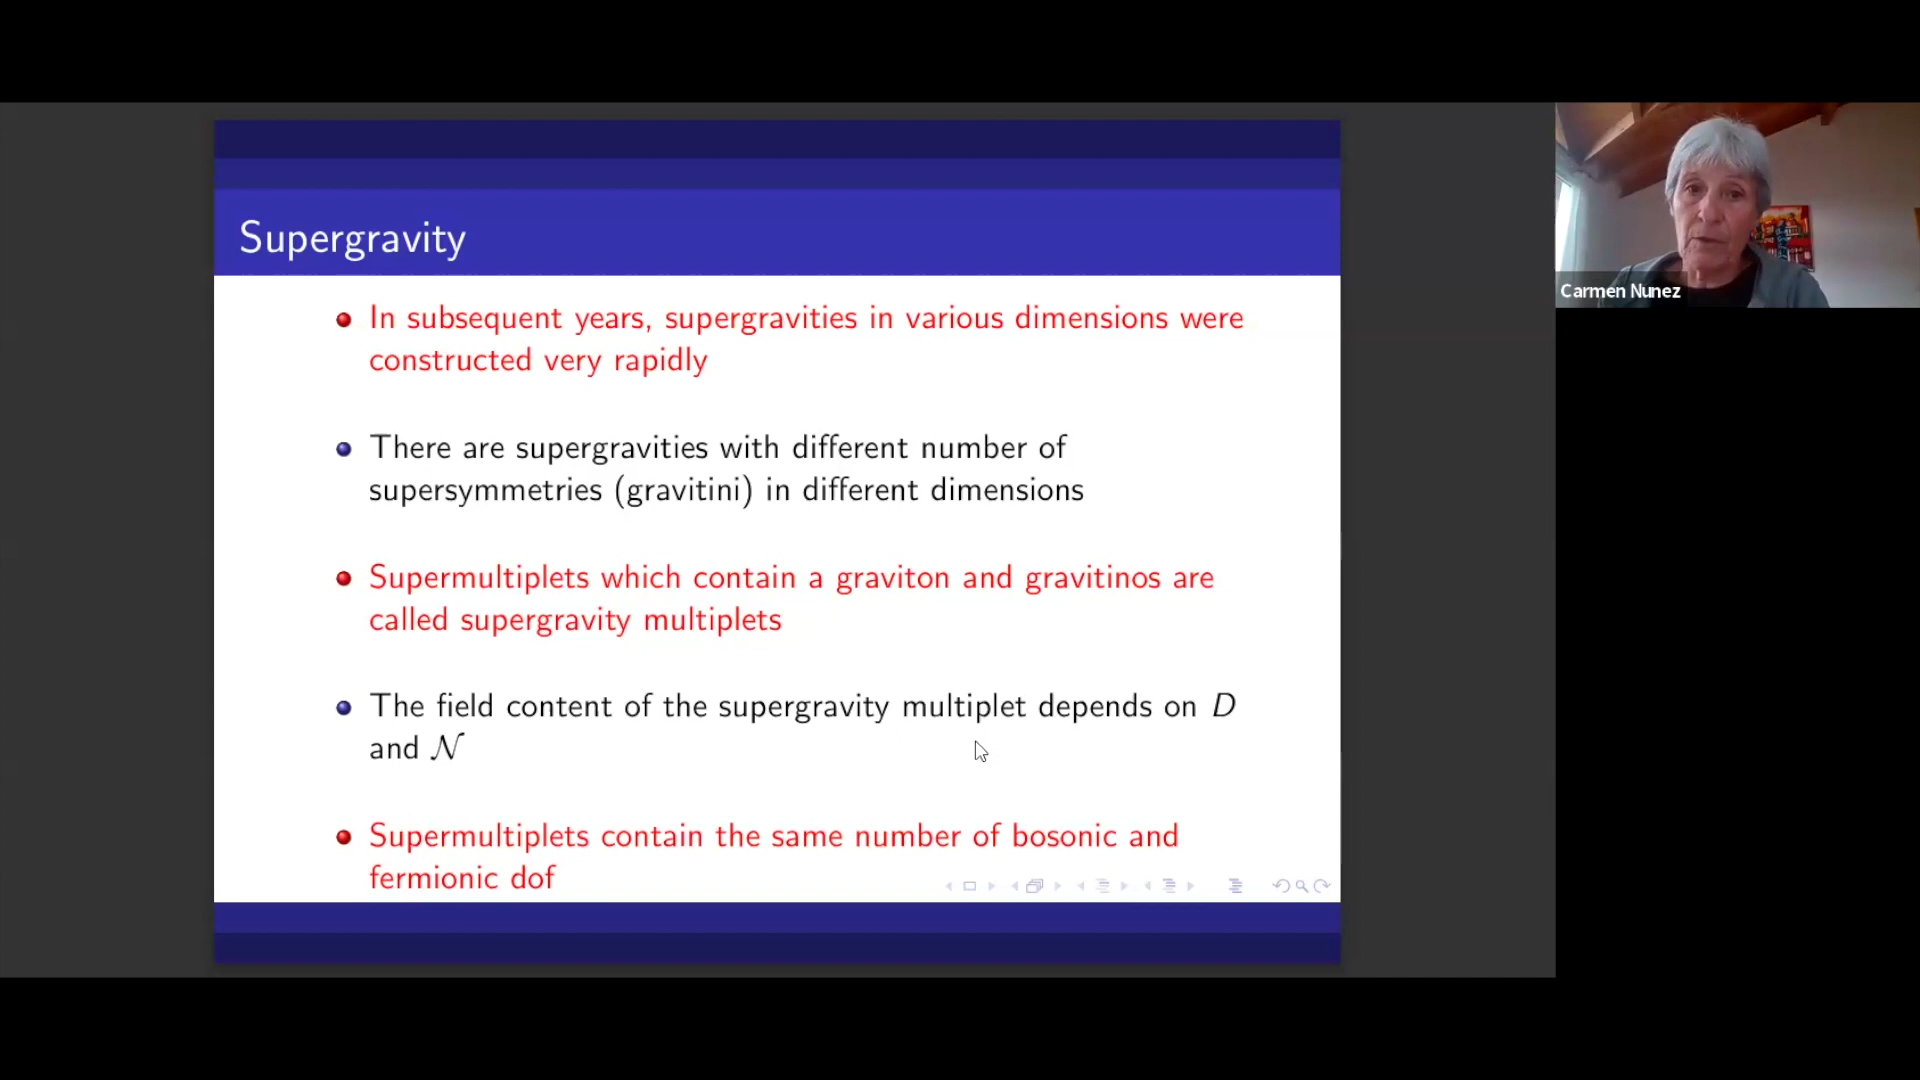 Supergravity
In subsequent years, supergravities in various dimensions were
constructed very rapidly
There are supergravities with different number of
supersymmetries (gravitini) in different dimensions
Supermultiplets which contain a graviton and gravitinos are
called supergravity multiplets
The field content of the supergravity multiplet depends on D
and 𝒩
Supermultiplets contain the same number of bosonic and
fermionic dof
Carmen Nunez